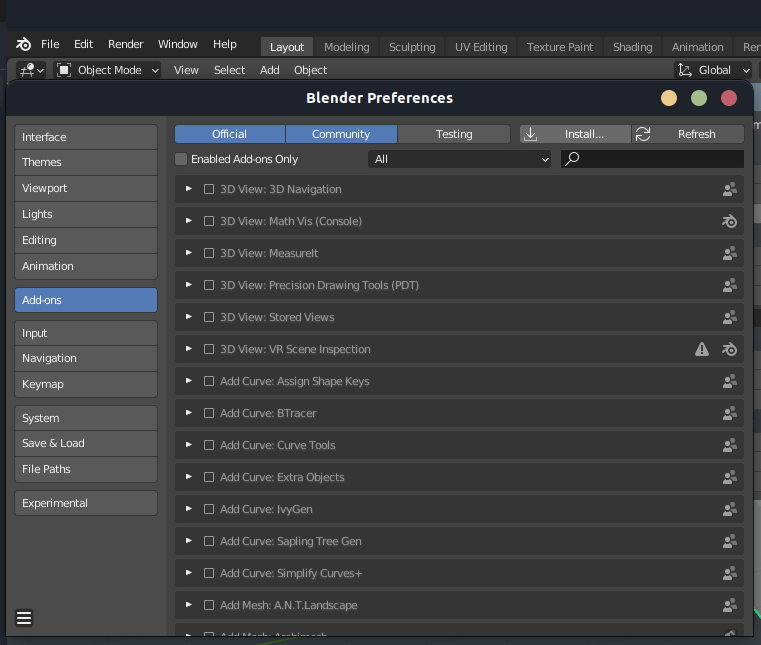 File Edit Render Window Help Layout Modeling Sculpting UV Editing Texture Paint Shading Animation
Object Mode View Select Add Object Global
Blender Preferences
Interface
Themes
Viewport
Lights
Editing
Animation
Add-ons
Input
Navigation
Keymap
System
Save & Load
File Paths
Experimental
Official Community Testing Install... Refresh
Enabled Add-ons Only All
3D View: 3D Navigation
3D View: Math Vis (Console)
3D View: MeasureIt
3D View: Precision Drawing Tools (PDT)
3D View: Stored Views
3D View: VR Scene Inspection
Add Curve: Assign Shape Keys
Add Curve: BTracer
Add Curve: Curve Tools
Add Curve: Extra Objects
Add Curve: IvyGen
Add Curve: Sapling Tree Gen
Add Curve: Simplify Curves+
Add Mesh: A.N.T.Landscape
Add Mesh: Archimesh